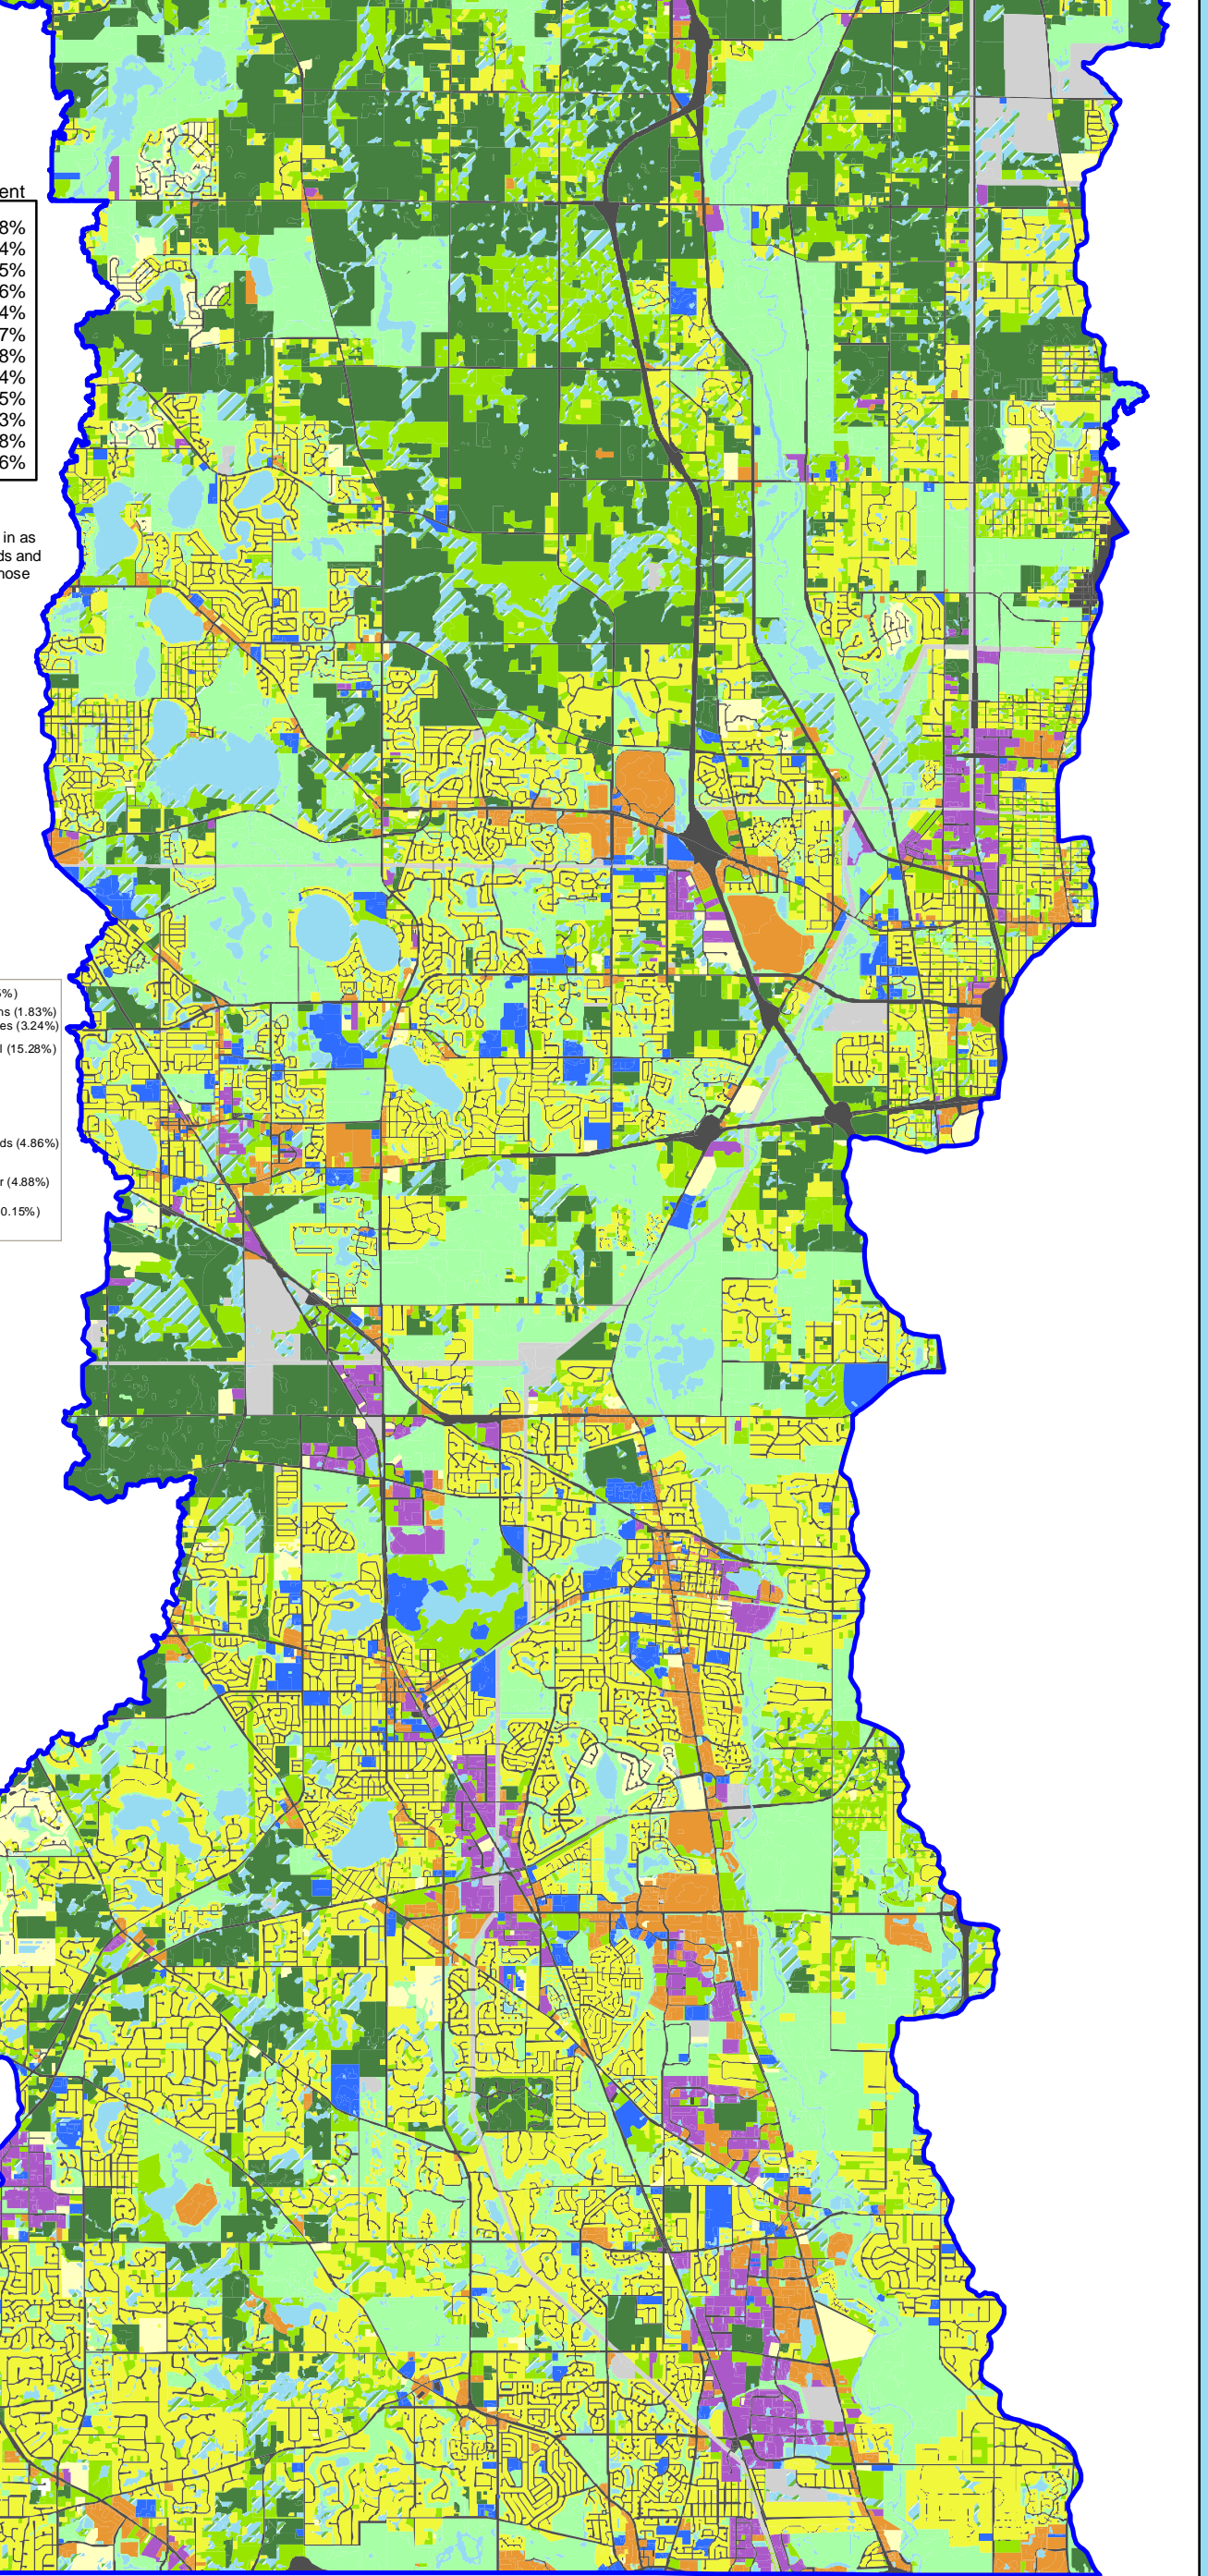 ent
8%
4%
5%
6%
4%
7%
8%
4%
5%
3%
8%
6%
in as
ds and
hose
5%)
ns (1.83%)
es (3.24%)
l (15.28%)
ds (4.86%)
r (4.88%)
0.15%)